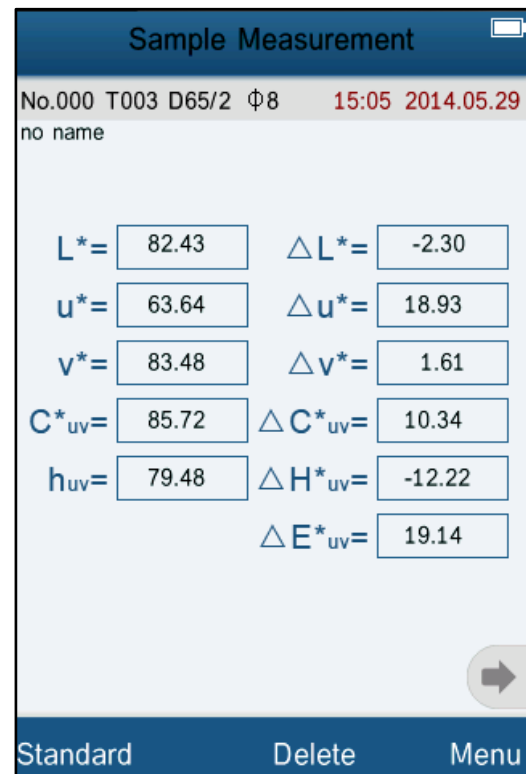 Sample Measurement
No.000 T003 D65/2 Φ8 15:05 2014.05.29
no name
L*= 82.43 △L*= -2.30
u*= 63.64 △u*= 18.93
v*= 83.48 △v*= 1.61
C*uv= 85.72 △C*uv= 10.34
huv= 79.48 △H*uv= -12.22
△E*uv= 19.14
Standard Delete Menu